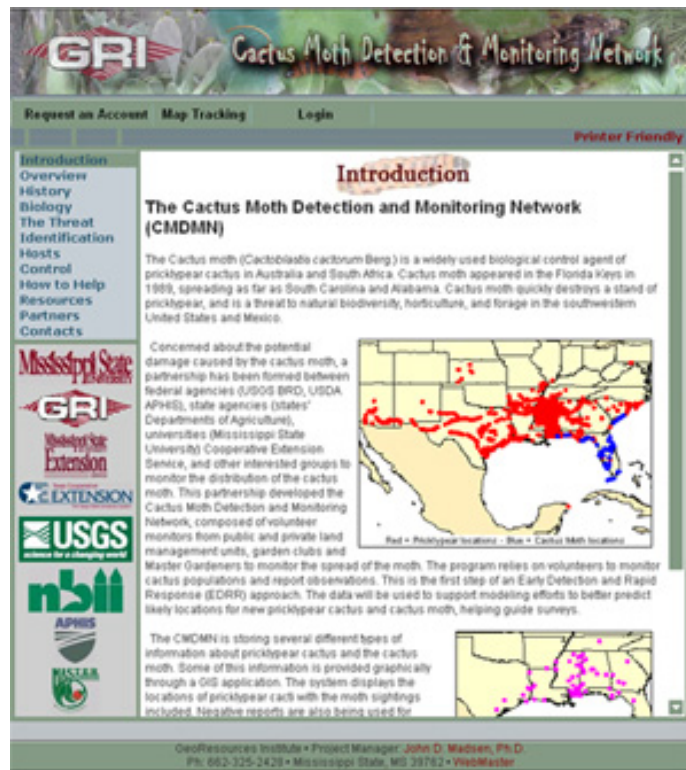 GRI
Cactus Moth Detection & Monitoring Network
Request an Account Map Tracking Login
Printer Friendly
Introduction
Overview
History
Biology
The Threat
Identification
Hosts
Control
How to Help
Resources
Partners
Contacts
Mississippi State
UNIVERSITY
GRI
Mississippi State
Extension
EXTENSION
USGS
science for a changing world
nbii
APHIS
Introduction
The Cactus Moth Detection and Monitoring Network
(CMDMN)
The Cactus moth (Cactoblastis cactorum Berg.) is a widely used biological control agent of
pricklypear cactus in Australia and South Africa. Cactus moth appeared in the Florida Keys in
1989, spreading as far as South Carolina and Alabama. Cactus moth quickly destroys a stand of
pricklypear, and is a threat to natural biodiversity, horticulture, and forage in the southwestern
United States and Mexico.
Concerned about the potential
damage caused by the cactus moth, a
partnership has been formed between
federal agencies (USGS BRD, USDA
APHIS), state agencies (states'
Departments of Agriculture),
universities (Mississippi State
University) Cooperative Extension
Service, and other interested groups to
monitor the distribution of the cactus
moth. This partnership developed the
Cactus Moth Detection and Monitoring
Network, composed of volunteer
monitors from public and private land
management units, garden clubs and
Master Gardeners to monitor the spread of the moth. The program relies on volunteers to monitor
cactus populations and report observations. This is the first step of an Early Detection and Rapid
Response (EDRR) approach. The data will be used to support modeling efforts to better predict
likely locations for new pricklypear cactus and cactus moth, helping guide surveys.
Red = Pricklypear locations - Blue = Cactus Moth locations
The CMDMN is storing several different types of
information about pricklypear cactus and the cactus
moth. Some of this information is provided graphically
through a GIS application. The system displays the
locations of pricklypear cacti with the moth sightings
included. Negative reports are also being used for
GeoResources Institute • Project Manager: John D. Madsen, Ph.D.
Ph: 662-325-2428 • Mississippi State, MS 39762 • WebMaster